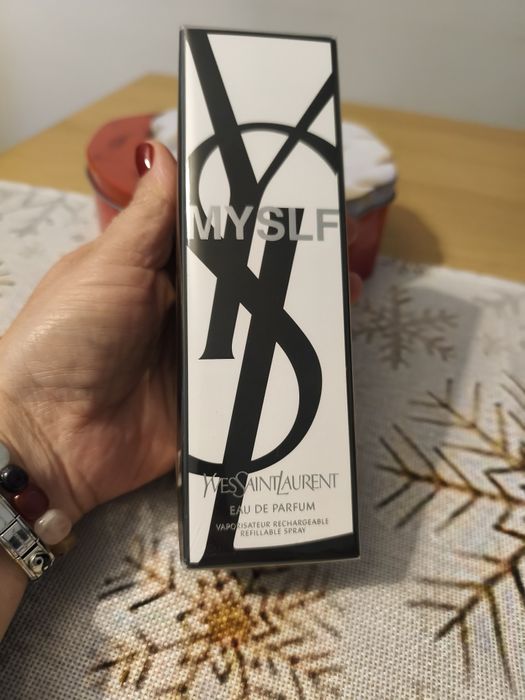 MYSLF
YVESSAINTLAURENT
EAU DE PARFUM
VAPORISATEUR RECHARGEABLE
REFILLABLE SPRAY